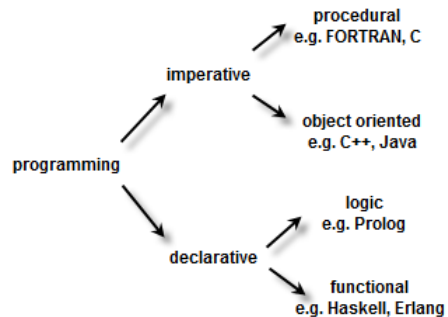 procedural
e.g. FORTRAN, C
imperative
object oriented
e.g. C++, Java
programming
logic
e.g. Prolog
declarative
functional
e.g. Haskell, Erlang